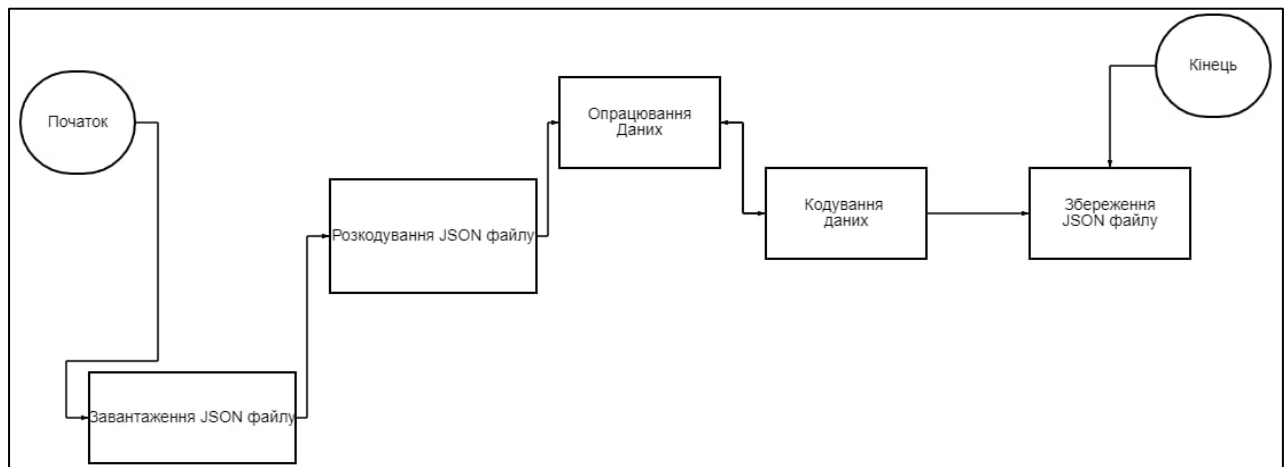 Початок
Завантаження JSON файлу
Розкодування JSON файлу
Опрацювання
Даних
Кодування
даних
Збереження
JSON файлу
Кінець